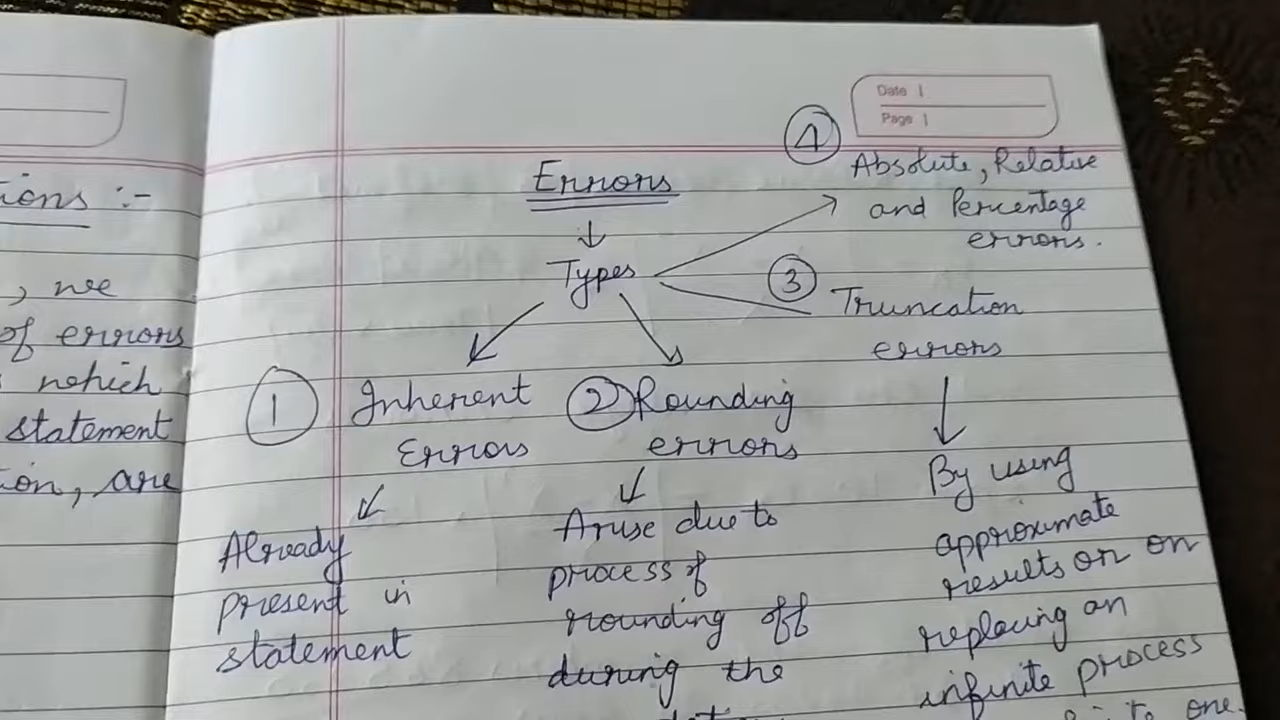 ions :-
, we
of errors
which
statement
ion, are
Date
Page
Errors
Types
4
Absolute, Relative
and Percentage
errors.
3
Truncation
errors
By using
approximate
results or on
replacing an
infinite process
one.
1 Inherent
Errors
Already
present in
statement
2 Rounding
errors
Arise due to
process of
rounding off
during the